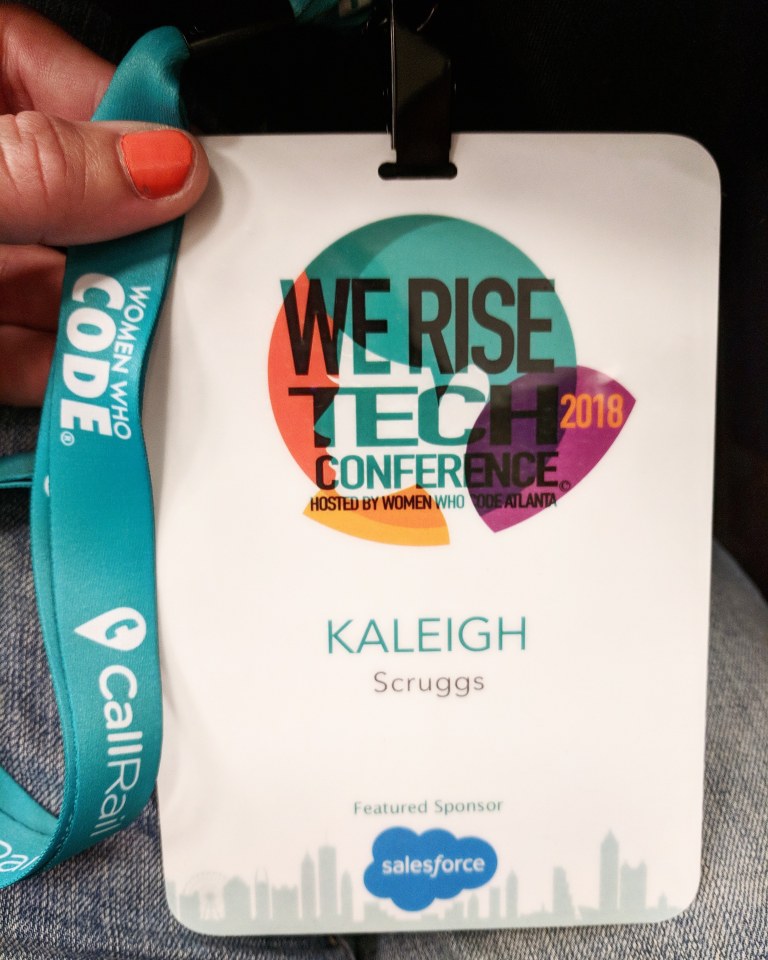 WE RISE
TECH
2018
CONFERENCE©
HOSTED BY WOMEN WHO CODE ATLANTA
KALEIGH
Scruggs
Featured Sponsor
salesforce
WOMEN WHO
CODE®
CallRail